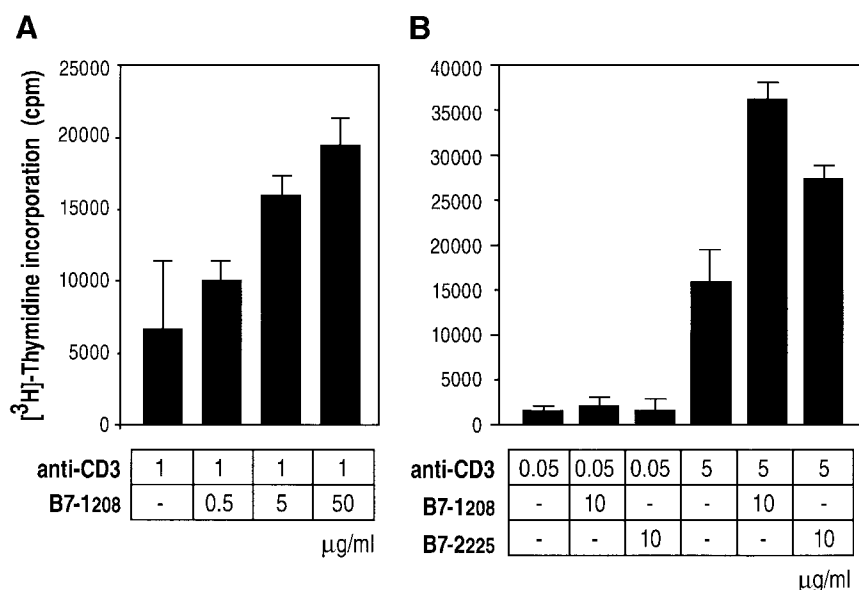 A
B
[³H]-Thymidine incorporation (cpm)
25000
20000
15000
10000
5000
0
40000
35000
30000
25000
20000
15000
10000
5000
0
anti-CD3 1 1 1 1
B7-1208 - 0.5 5 50
µg/ml
anti-CD3 0.05 0.05 0.05 5 5 5
B7-1208 - 10 - - 10 -
B7-2225 - - 10 - - 10
µg/ml